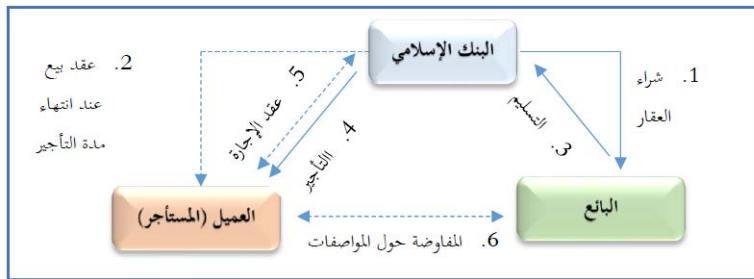 البنك الإسلامي
1. شراء
العقار
2. عقد بيع
عند انتهاء
مدة التأجير
3. التسليم
4. االتأجير
5. عقد الإجارة
العميل (المستأجر)
البائع
6. المفاوضة حول المواصفات